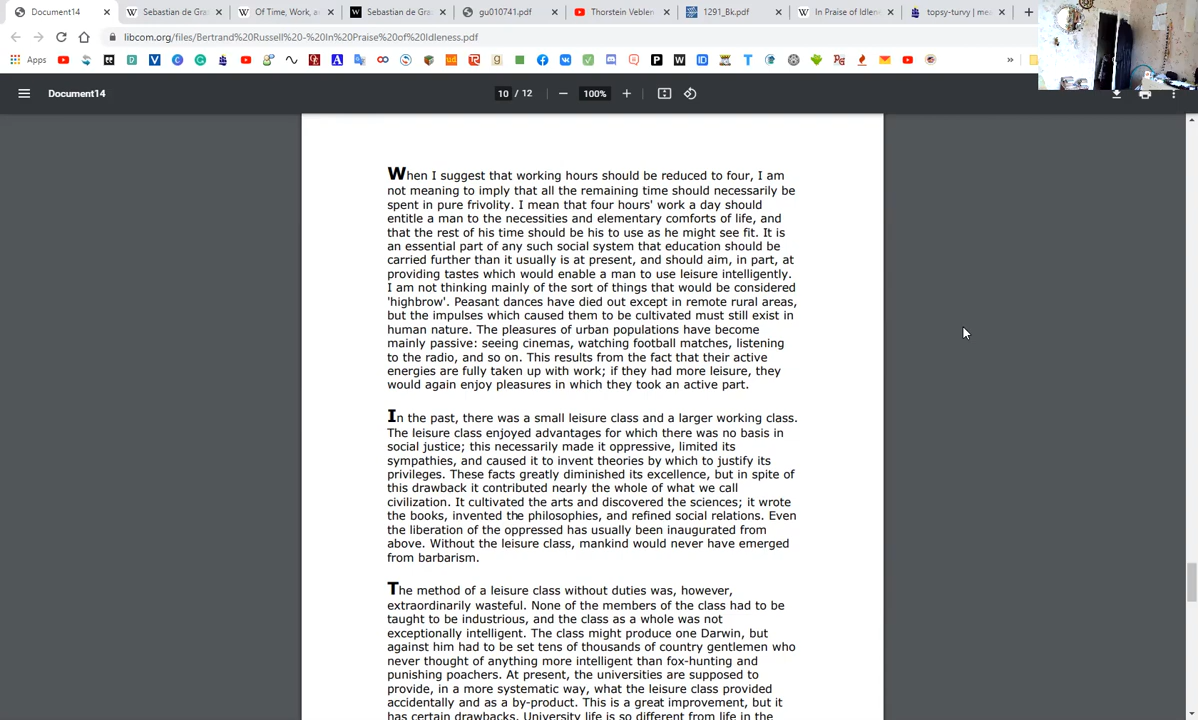 Document14
Sebastian de Gra
Of Time, Work, a
Sebastian de Gra
gu010741.pdf
Thorstein Veblen
1291_Bk.pdf
In Praise of Idlene
topsy-turvy | mea
libcom.org/files/Bertrand%20Russell%20-%20In%20Praise%20of%20Idleness.pdf
Apps
Document14
10 / 12
100%
When I suggest that working hours should be reduced to four, I am
not meaning to imply that all the remaining time should necessarily be
spent in pure frivolity. I mean that four hours' work a day should
entitle a man to the necessities and elementary comforts of life, and
that the rest of his time should be his to use as he might see fit. It is
an essential part of any such social system that education should be
carried further than it usually is at present, and should aim, in part, at
providing tastes which would enable a man to use leisure intelligently.
I am not thinking mainly of the sort of things that would be considered
'highbrow'. Peasant dances have died out except in remote rural areas,
but the impulses which caused them to be cultivated must still exist in
human nature. The pleasures of urban populations have become
mainly passive: seeing cinemas, watching football matches, listening
to the radio, and so on. This results from the fact that their active
energies are fully taken up with work; if they had more leisure, they
would again enjoy pleasures in which they took an active part.
In the past, there was a small leisure class and a larger working class.
The leisure class enjoyed advantages for which there was no basis in
social justice; this necessarily made it oppressive, limited its
sympathies, and caused it to invent theories by which to justify its
privileges. These facts greatly diminished its excellence, but in spite of
this drawback it contributed nearly the whole of what we call
civilization. It cultivated the arts and discovered the sciences; it wrote
the books, invented the philosophies, and refined social relations. Even
the liberation of the oppressed has usually been inaugurated from
above. Without the leisure class, mankind would never have emerged
from barbarism.
The method of a leisure class without duties was, however,
extraordinarily wasteful. None of the members of the class had to be
taught to be industrious, and the class as a whole was not
exceptionally intelligent. The class might produce one Darwin, but
against him had to be set tens of thousands of country gentlemen who
never thought of anything more intelligent than fox-hunting and
punishing poachers. At present, the universities are supposed to
provide, in a more systematic way, what the leisure class provided
accidentally and as a by-product. This is a great improvement, but it
has certain drawbacks. University life is so different from life in the